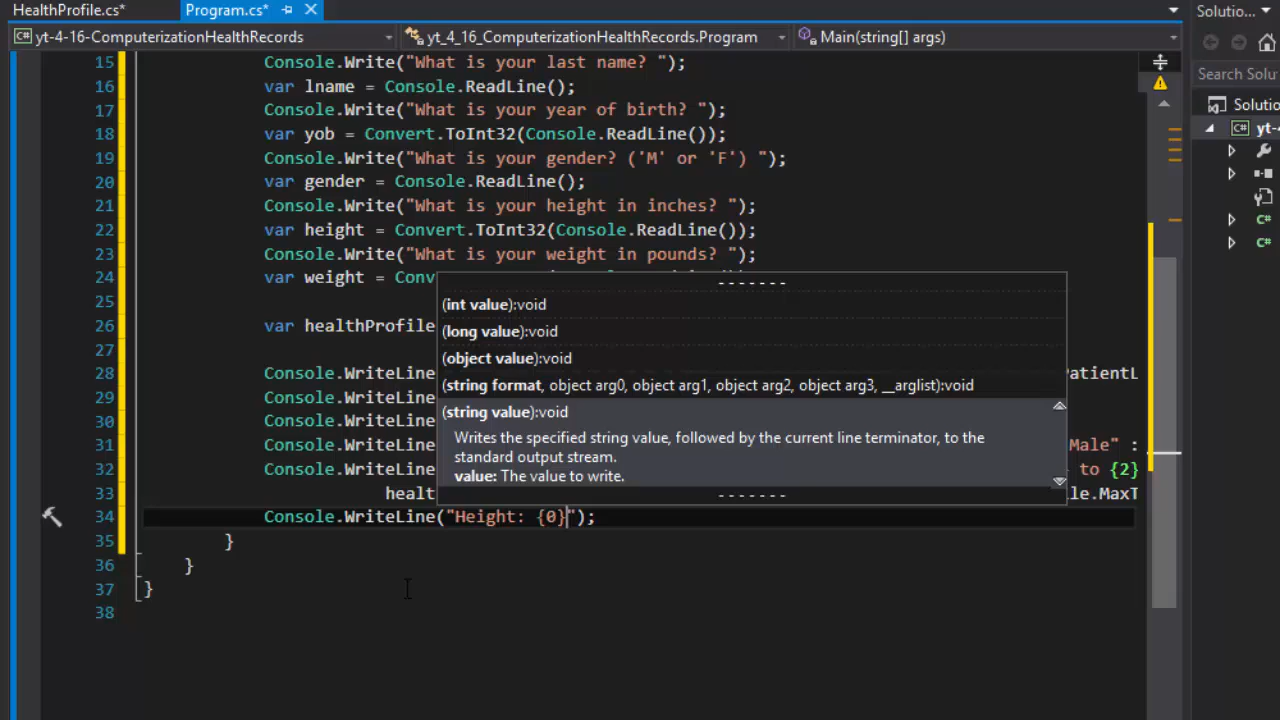 HealthProfile.cs* Program.cs* Solutio...
yt-4-16-ComputerizationHealthRecords yt_4_16_ComputerizationHealthRecords.Program Main(string[] args)
Search Solu
Solutio
yt-4
15 Console.Write("What is your last name? ");
16 var lname = Console.ReadLine();
17 Console.Write("What is your year of birth? ");
18 var yob = Convert.ToInt32(Console.ReadLine());
19 Console.Write("What is your gender? ('M' or 'F') ");
20 var gender = Console.ReadLine();
21 Console.Write("What is your height in inches? ");
22 var height = Convert.ToInt32(Console.ReadLine());
23 Console.Write("What is your weight in pounds? ");
24 var weight = Conv
25
26 var healthProfile
27
28 Console.WriteLine PatientL
29 Console.WriteLine
30 Console.WriteLine
31 Console.WriteLine Male" :
32 Console.WriteLine to {2}
33 healt le.MaxT
34 Console.WriteLine("Height: {0}");
35 }
36 }
37 }
38
(int value):void
(long value):void
(object value):void
(string format, object arg0, object arg1, object arg2, object arg3, __arglist):void
(string value):void
Writes the specified string value, followed by the current line terminator, to the
standard output stream.
value: The value to write.